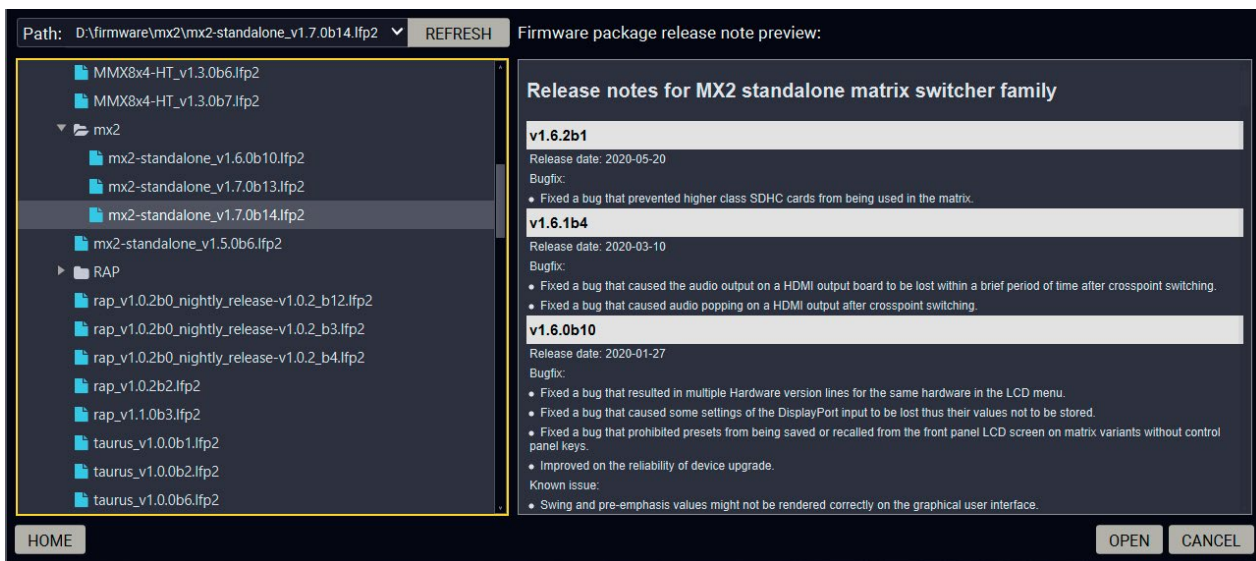 Path: D:\firmware\mx2\mx2-standalone_v1.7.0b14.lfp2 REFRESH
Firmware package release note preview:
MMX8x4-HT_v1.3.0b6.lfp2
MMX8x4-HT_v1.3.0b7.lfp2
mx2
mx2-standalone_v1.6.0b10.lfp2
mx2-standalone_v1.7.0b13.lfp2
mx2-standalone_v1.7.0b14.lfp2
mx2-standalone_v1.5.0b6.lfp2
RAP
rap_v1.0.2b0_nightly_release-v1.0.2_b12.lfp2
rap_v1.0.2b0_nightly_release-v1.0.2_b3.lfp2
rap_v1.0.2b0_nightly_release-v1.0.2_b4.lfp2
rap_v1.0.2b2.lfp2
rap_v1.1.0b3.lfp2
taurus_v1.0.0b1.lfp2
taurus_v1.0.0b2.lfp2
taurus_v1.0.0b6.lfp2
Release notes for MX2 standalone matrix switcher family
v1.6.2b1
Release date: 2020-05-20
Bugfix:
• Fixed a bug that prevented higher class SDHC cards from being used in the matrix.
v1.6.1b4
Release date: 2020-03-10
Bugfix:
• Fixed a bug that caused the audio output on a HDMI output board to be lost within a brief period of time after crosspoint switching.
• Fixed a bug that caused audio popping on a HDMI output after crosspoint switching.
v1.6.0b10
Release date: 2020-01-27
Bugfix:
• Fixed a bug that resulted in multiple Hardware version lines for the same hardware in the LCD menu.
• Fixed a bug that caused some settings of the DisplayPort input to be lost thus their values not to be stored.
• Fixed a bug that prohibited presets from being saved or recalled from the front panel LCD screen on matrix variants without control
panel keys.
• Improved on the reliability of device upgrade.
Known issue:
• Swing and pre-emphasis values might not be rendered correctly on the graphical user interface.
HOME
OPEN CANCEL